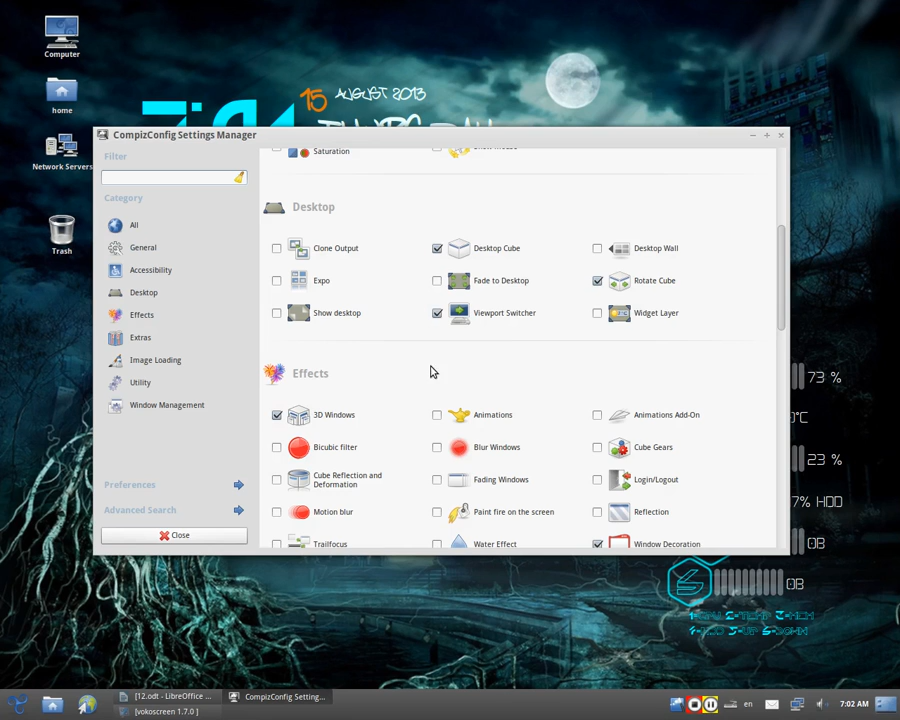 Computer
home
Network Servers
Trash
15 AUGUST 2013
CompizConfig Settings Manager
Filter
Category
All
General
Accessibility
Desktop
Effects
Extras
Image Loading
Utility
Window Management
Preferences
Advanced Search
Close
Saturation
Desktop
Clone Output
Desktop Cube
Desktop Wall
Expo
Fade to Desktop
Rotate Cube
Show desktop
Viewport Switcher
Widget Layer
Effects
3D Windows
Animations
Animations Add-On
Bicubic filter
Blur Windows
Cube Gears
Cube Reflection and
Deformation
Fading Windows
Login/Logout
Motion blur
Paint fire on the screen
Reflection
Trailfocus
Water Effect
Window Decoration
73 %
°C
23 %
7% HDD
0B
0B
[12.odt - LibreOffice ...
CompizConfig Setting...
[vokoscreen 1.7.0 ]
en
7:02 AM